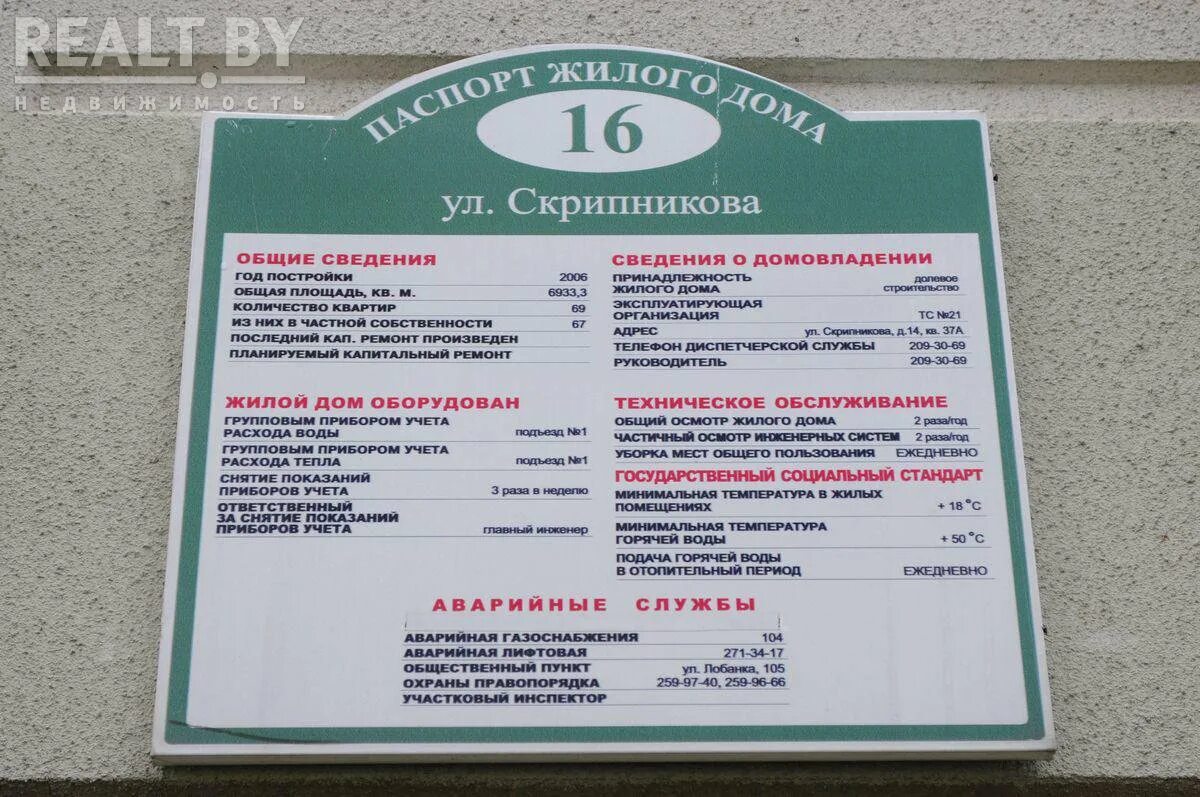 REALT.BY
недвижимость
ПАСПОРТ ЖИЛОГО ДОМА
16
ул. Скрипникова
ОБЩИЕ СВЕДЕНИЯ
ГОД ПОСТРОЙКИ 2006
ОБЩАЯ ПЛОЩАДЬ, КВ. М. 6933,3
КОЛИЧЕСТВО КВАРТИР 69
ИЗ НИХ В ЧАСТНОЙ СОБСТВЕННОСТИ 67
ПОСЛЕДНИЙ КАП. РЕМОНТ ПРОИЗВЕДЕН
ПЛАНИРУЕМЫЙ КАПИТАЛЬНЫЙ РЕМОНТ
СВЕДЕНИЯ О ДОМОВЛАДЕНИИ
ПРИНАДЛЕЖНОСТЬ долевое
ЖИЛОГО ДОМА строительство
ЭКСПЛУАТИРУЮЩАЯ
ОРГАНИЗАЦИЯ ТС №21
АДРЕС ул. Скрипникова, д.14, кв. 37А
ТЕЛЕФОН ДИСПЕТЧЕРСКОЙ СЛУЖБЫ 209-30-69
РУКОВОДИТЕЛЬ 209-30-69
ЖИЛОЙ ДОМ ОБОРУДОВАН
ГРУППОВЫМ ПРИБОРОМ УЧЕТА
РАСХОДА ВОДЫ подъезд №1
ГРУППОВЫМ ПРИБОРОМ УЧЕТА
РАСХОДА ТЕПЛА подъезд №1
СНЯТИЕ ПОКАЗАНИЙ
ПРИБОРОВ УЧЕТА 3 раза в неделю
ОТВЕТСТВЕННЫЙ
ЗА СНЯТИЕ ПОКАЗАНИЙ
ПРИБОРОВ УЧЕТА главный инженер
ТЕХНИЧЕСКОЕ ОБСЛУЖИВАНИЕ
ОБЩИЙ ОСМОТР ЖИЛОГО ДОМА 2 раза/год
ЧАСТИЧНЫЙ ОСМОТР ИНЖЕНЕРНЫХ СИСТЕМ 2 раза/год
УБОРКА МЕСТ ОБЩЕГО ПОЛЬЗОВАНИЯ ЕЖЕДНЕВНО
ГОСУДАРСТВЕННЫЙ СОЦИАЛЬНЫЙ СТАНДАРТ
МИНИМАЛЬНАЯ ТЕМПЕРАТУРА В ЖИЛЫХ
ПОМЕЩЕНИЯХ + 18 °C
МИНИМАЛЬНАЯ ТЕМПЕРАТУРА
ГОРЯЧЕЙ ВОДЫ + 50 °C
ПОДАЧА ГОРЯЧЕЙ ВОДЫ
В ОТОПИТЕЛЬНЫЙ ПЕРИОД ЕЖЕДНЕВНО
АВАРИЙНЫЕ СЛУЖБЫ
АВАРИЙНАЯ ГАЗОСНАБЖЕНИЯ 104
АВАРИЙНАЯ ЛИФТОВАЯ 271-34-17
ОБЩЕСТВЕННЫЙ ПУНКТ ул. Лобанка, 105
ОХРАНЫ ПРАВОПОРЯДКА 259-97-40, 259-96-66
УЧАСТКОВЫЙ ИНСПЕКТОР